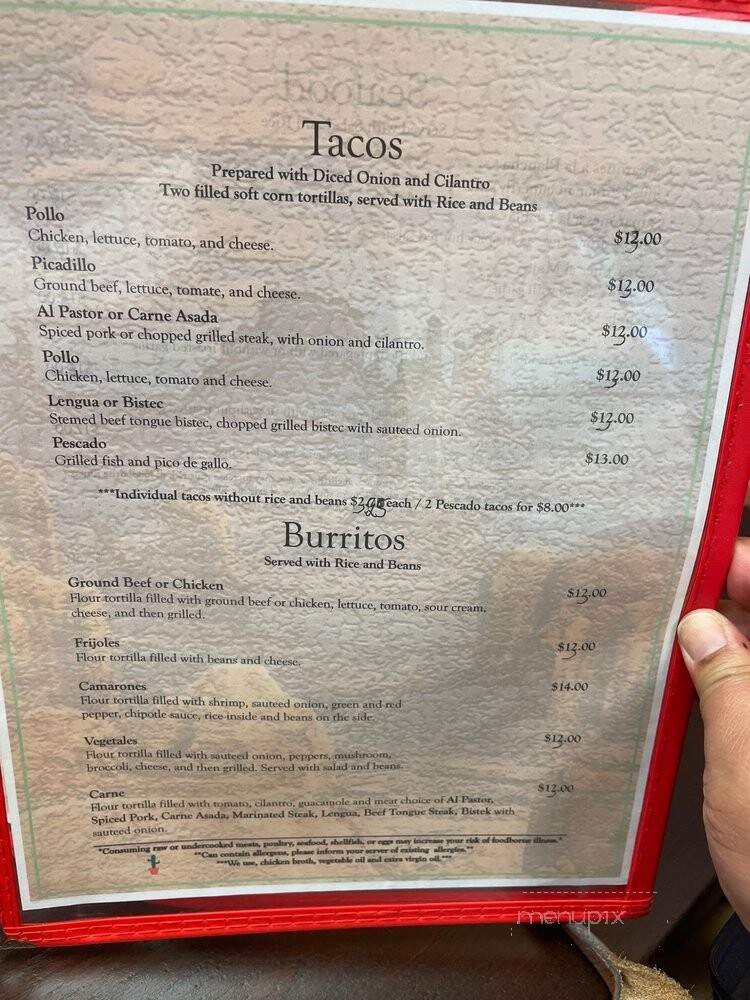 Tacos
Prepared with Diced Onion and Cilantro
Two filled soft corn tortillas, served with Rice and Beans
Pollo
Chicken, lettuce, tomato, and cheese. $13.00
Picadillo
Ground beef, lettuce, tomate, and cheese. $13.00
Al Pastor or Carne Asada
Spiced pork or chopped grilled steak, with onion and cilantro. $13.00
Pollo
Chicken, lettuce, tomato and cheese. $13.00
Lengua or Bistec
Stemed beef tongue bistec, chopped grilled bistec with sauteed onion. $13.00
Pescado
Grilled fish and pico de gallo. $13.00
***Individual tacos without rice and beans each / 2 Pescado tacos for $8.00***
Burritos
Served with Rice and Beans
Ground Beef or Chicken $13.00
Flour tortilla filled with ground beef or chicken, lettuce, tomato, sour cream,
cheese, and then grilled.
Frijoles $13.00
Flour tortilla filled with beans and cheese.
Camarones $14.00
Flour tortilla filled with shrimp, sauteed onion, green and red
pepper, chipotle sauce, rice inside and beans on the side.
Vegetales $13.00
Flour tortilla filled with sauteed onion, peppers, mushroom,
broccoli, cheese, and then grilled. Served with salad and beans.
Carne $13.00
Flour tortilla filled with tomato, cilantro, guacamole and meat choice of Al Pastor,
Spiced Pork, Carne Asada, Marinated Steak, Lengua, Beef Tongue Steak, Bistek with
sauteed onion.
*Consuming raw or undercooked meats, poultry, seafood, shellfish, or eggs may increase your risk of foodborne illness.*
**Can contain allergens, please inform your server of existing allergies.**
***We use, chicken broth, vegetable oil and extra virgin oil.***
menupix